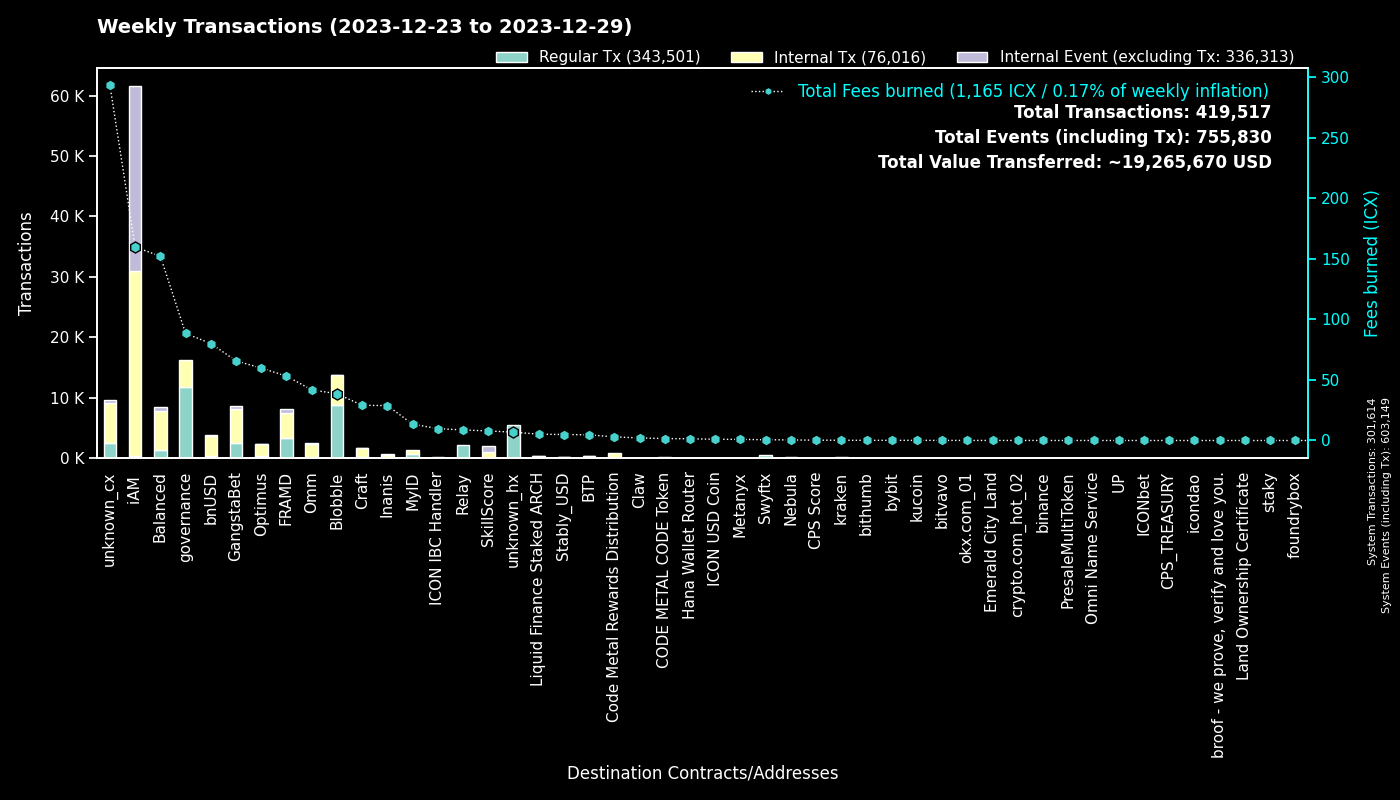 Weekly Transactions (2023-12-23 to 2023-12-29)
Regular Tx (343,501)
Internal Tx (76,016)
Internal Event (excluding Tx: 336,313)
Total Fees burned (1,165 ICX / 0.17% of weekly inflation)
Total Transactions: 419,517
Total Events (including Tx): 755,830
Total Value Transferred: ~19,265,670 USD
Transactions
60 K
50 K
40 K
30 K
20 K
10 K
0 K
300
250
200
150
100
50
0
Fees burned (ICX)
System Transactions: 301,614
System Events (including Tx): 603,149
unknown_cx
iAM
Balanced
governance
bnUSD
GangstaBet
Optimus
FRAMD
Omm
Blobble
Craft
Inanis
MyID
ICON IBC Handler
Relay
SkillScore
unknown_hx
Liquid Finance Staked ARCH
Stably_USD
BTP
Code Metal Rewards Distribution
Claw
CODE METAL CODE Token
Hana Wallet Router
ICON USD Coin
Metanyx
Swyftx
Nebula
CPS Score
kraken
bithumb
bybit
kucoin
bitvavo
okx.com_01
Emerald City Land
crypto.com_hot_02
binance
PresaleMultiToken
Omni Name Service
UP
ICONbet
CPS_TREASURY
icondao
broof - we prove, verify and love you.
Land Ownership Certificate
staky
foundrybox
Destination Contracts/Addresses